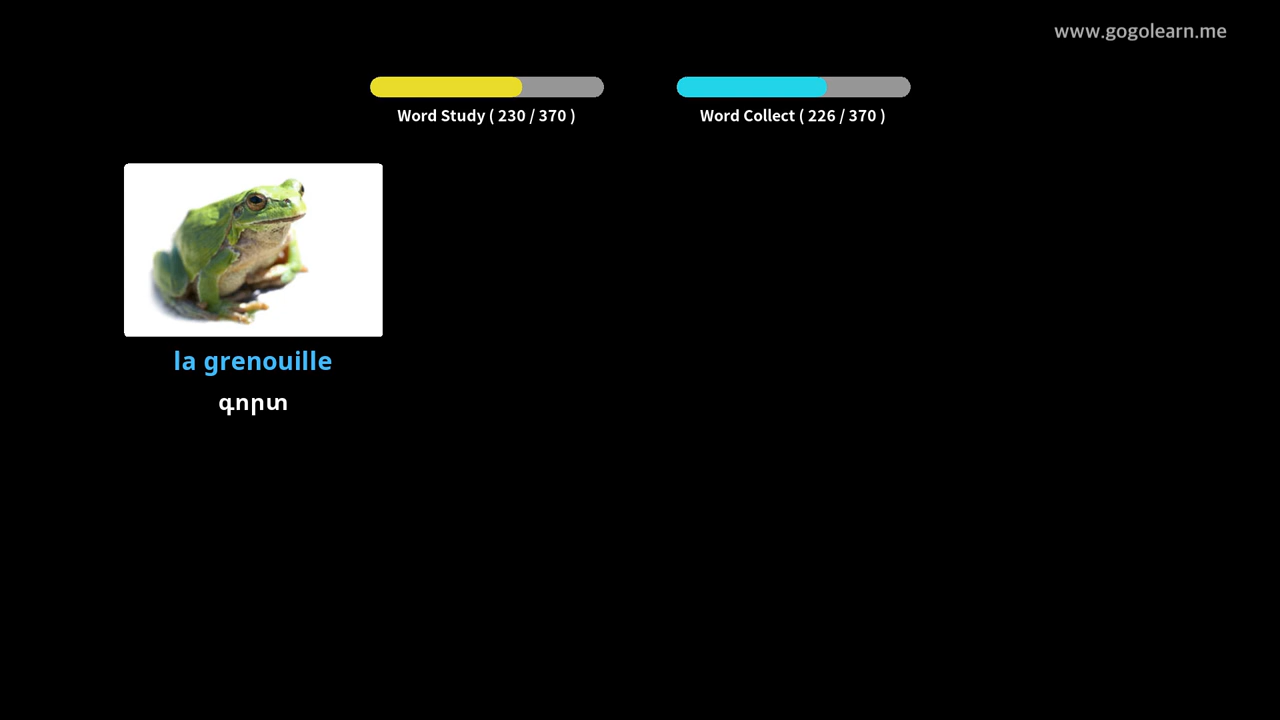 www.gogolearn.me
Word Study ( 230 / 370 )
Word Collect ( 226 / 370 )
la grenouille
գորտ